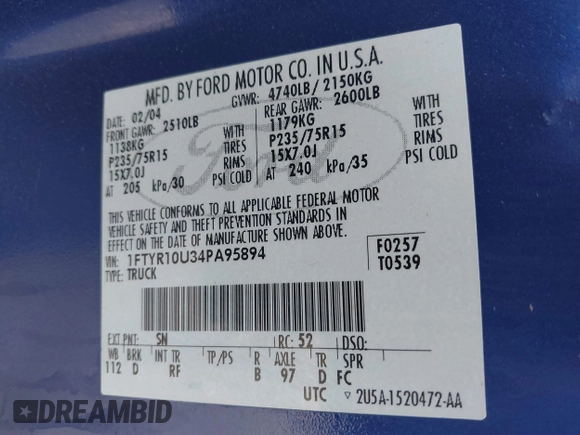 MFD. BY FORD MOTOR CO. IN U.S.A.
DATE: 02/04 GVWR: 4740LB / 2150KG
FRONT GAWR: 2510LB REAR GAWR: 2600LB
1138KG WITH 1179KG WITH
P235/75R15 TIRES P235/75R15 TIRES
15X7.0J RIMS 15X7.0J RIMS
AT 205 kPa/30 PSI COLD AT 240 kPa/35 PSI COLD
Ford
THIS VEHICLE CONFORMS TO ALL APPLICABLE FEDERAL MOTOR
VEHICLE SAFETY AND THEFT PREVENTION STANDARDS IN
EFFECT ON THE DATE OF MANUFACTURE SHOWN ABOVE.
VIN: 1FTYR10U34PA95894 F0257
TYPE: TRUCK T0539
EXT PNT: SN RC: 52 DSO:
WB BRK INT TR TP/PS R AXLE TR SPR
112 D RF B 97 D FC
UTC ▽ 2U5A-1520472-AA
DREAMBID